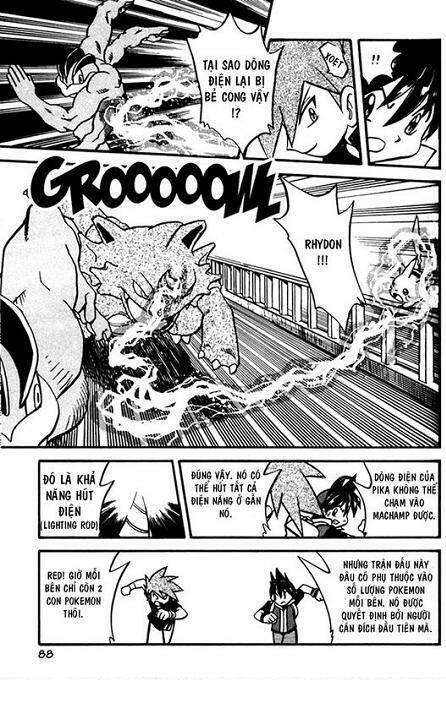 !!
XOẸT
TẠI SAO DÒNG
ĐIỆN LẠI BỊ
BẺ CONG VẬY
!?
GROOOOOWL
RHYDON
!!!
DÒNG ĐIỆN CỦA
PIKA KHÔNG THỂ
CHẠM VÀO
MACHAMP ĐƯỢC.
ĐÚNG VẬY. NÓ CÓ
THỂ HÚT TẤT CẢ
ĐIỆN NĂNG Ở GẦN
NÓ.
ĐÓ LÀ KHẢ
NĂNG HÚT
ĐIỆN
(LIGHTING ROD)
NHƯNG TRẬN ĐẤU NÀY
ĐÂU CÓ PHỤ THUỘC VÀO
SỐ LƯỢNG POKEMON
MỖI BÊN. NÓ ĐƯỢC
QUYẾT ĐỊNH BỞI NGƯỜI
CÁN ĐÍCH ĐẦU TIÊN MÀ.
RED! GIỜ MỖI
BÊN CHỈ CÒN 2
CON POKEMON
THÔI.
88